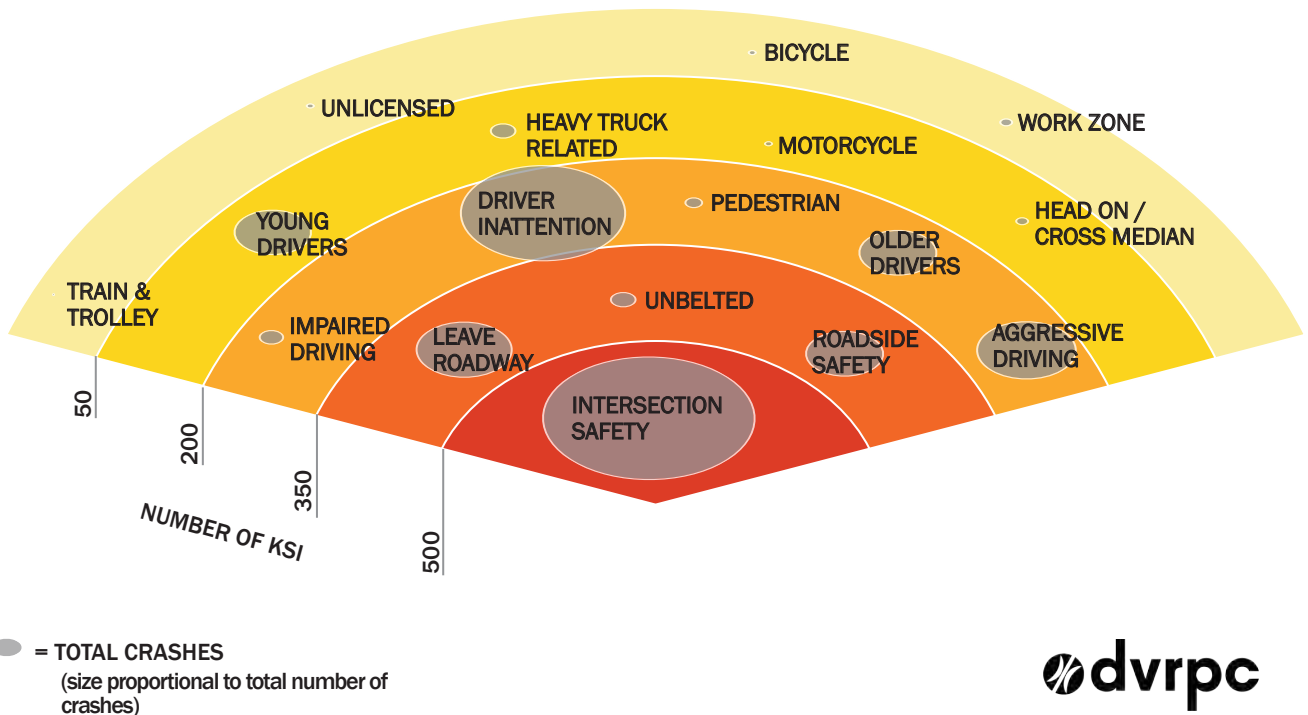 BICYCLE
UNLICENSED
HEAVY TRUCK
RELATED
WORK ZONE
MOTORCYCLE
YOUNG
DRIVERS
DRIVER
INATTENTION
PEDESTRIAN
HEAD ON /
CROSS MEDIAN
OLDER
DRIVERS
TRAIN &
TROLLEY
IMPAIRED
DRIVING
LEAVE
ROADWAY
UNBELTED
ROADSIDE
SAFETY
AGGRESSIVE
DRIVING
INTERSECTION
SAFETY
50
200
350
500
NUMBER OF KSI
= TOTAL CRASHES
(size proportional to total number of
crashes)
dvrpc